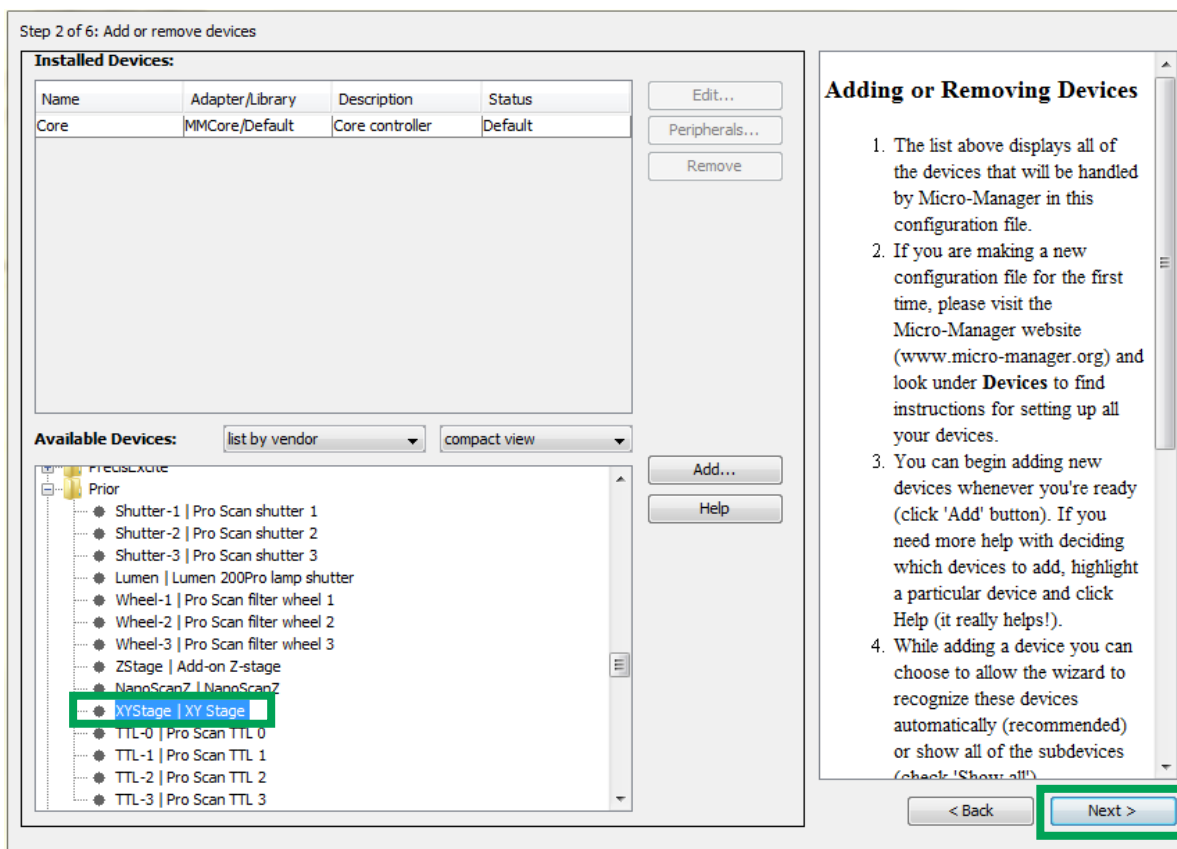 Step 2 of 6: Add or remove devices
Installed Devices:
Name Adapter/Library Description Status
Core MMCore/Default Core controller Default
Edit...
Peripherals...
Remove
Available Devices: list by vendor compact view
PrecisExcite
Prior
Shutter-1 | Pro Scan shutter 1
Shutter-2 | Pro Scan shutter 2
Shutter-3 | Pro Scan shutter 3
Lumen | Lumen 200Pro lamp shutter
Wheel-1 | Pro Scan filter wheel 1
Wheel-2 | Pro Scan filter wheel 2
Wheel-3 | Pro Scan filter wheel 3
ZStage | Add-on Z-stage
NanoScanZ | NanoScanZ
XYStage | XY Stage
TTL-0 | Pro Scan TTL 0
TTL-1 | Pro Scan TTL 1
TTL-2 | Pro Scan TTL 2
TTL-3 | Pro Scan TTL 3
Add...
Help
Adding or Removing Devices
1. The list above displays all of
the devices that will be handled
by Micro-Manager in this
configuration file.
2. If you are making a new
configuration file for the first
time, please visit the
Micro-Manager website
(www.micro-manager.org) and
look under Devices to find
instructions for setting up all
your devices.
3. You can begin adding new
devices whenever you're ready
(click 'Add' button). If you
need more help with deciding
which devices to add, highlight
a particular device and click
Help (it really helps!).
4. While adding a device you can
choose to allow the wizard to
recognize these devices
automatically (recommended)
or show all of the subdevices
(check 'Show all')
< Back
Next >